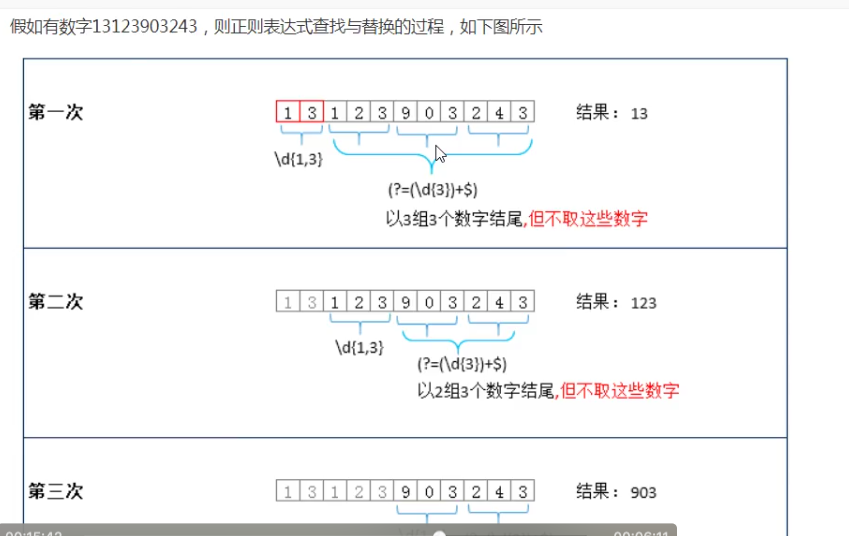 假如有数字13123903243，则正则表达式查找与替换的过程，如下图所示
第一次 1 3 1 2 3 9 0 3 2 4 3 结果：13
\d{1,3}
(?=(\d{3})+$)
以3组3个数字结尾,但不取这些数字
第二次 1 3 1 2 3 9 0 3 2 4 3 结果：123
\d{1,3}
(?=(\d{3})+$)
以2组3个数字结尾,但不取这些数字
第三次 1 3 1 2 3 9 0 3 2 4 3 结果：903